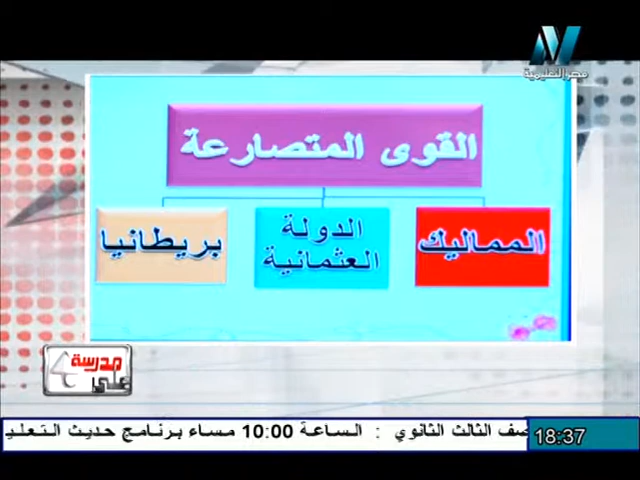 مصر التعليمية
القوى المتصارعة
المماليك
الدولة
العثمانية
بريطانيا
مدرسة
على
صف الثالث الثانوي : الساعة 10:00 مساء برنامج حديث التعلي
18:37